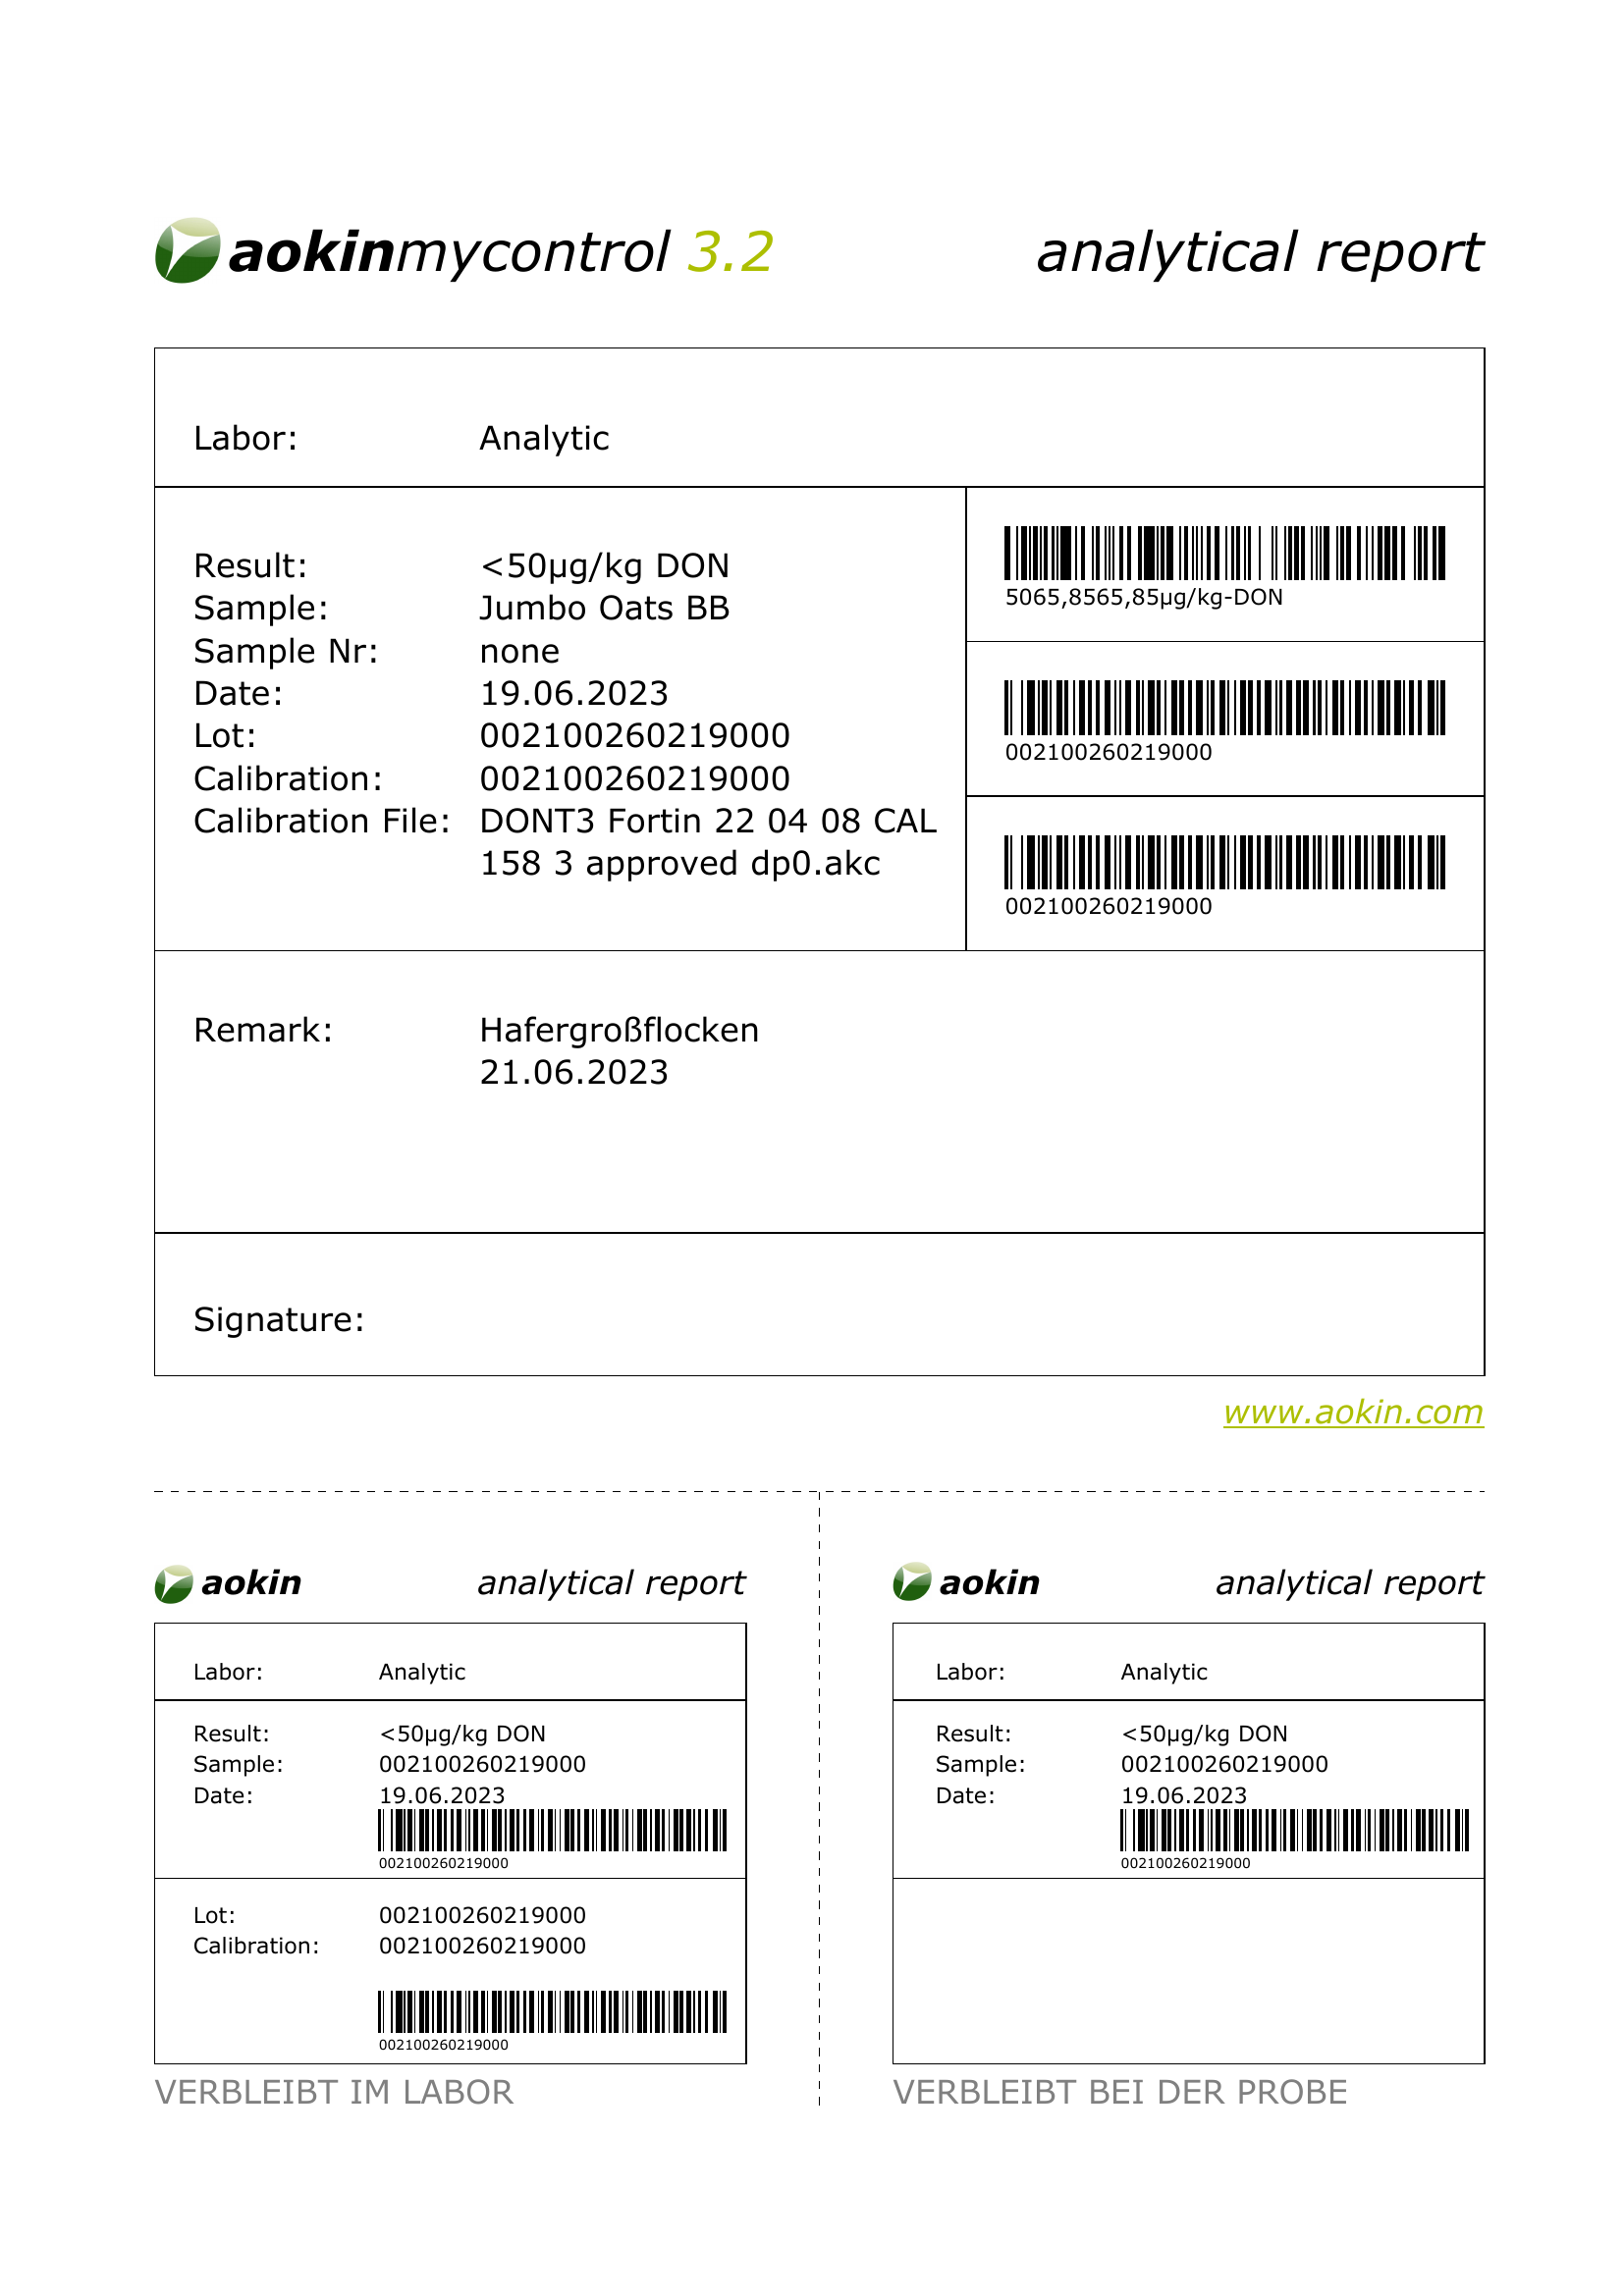 aokinmycontrol 3.2 analytical report
Labor: Analytic
Result: <50µg/kg DON
Sample: Jumbo Oats BB
Sample Nr: none
Date: 19.06.2023
Lot: 002100260219000
Calibration: 002100260219000
Calibration File: DONT3 Fortin 22 04 08 CAL
158 3 approved dp0.akc
5065,8565,85µg/kg-DON
002100260219000
002100260219000
Remark: Hafergroßflocken
21.06.2023
Signature:
www.aokin.com
aokin analytical report
Labor: Analytic
Result: <50µg/kg DON
Sample: 002100260219000
Date: 19.06.2023
002100260219000
Lot: 002100260219000
Calibration: 002100260219000
002100260219000
VERBLEIBT IM LABOR
aokin analytical report
Labor: Analytic
Result: <50µg/kg DON
Sample: 002100260219000
Date: 19.06.2023
002100260219000
VERBLEIBT BEI DER PROBE